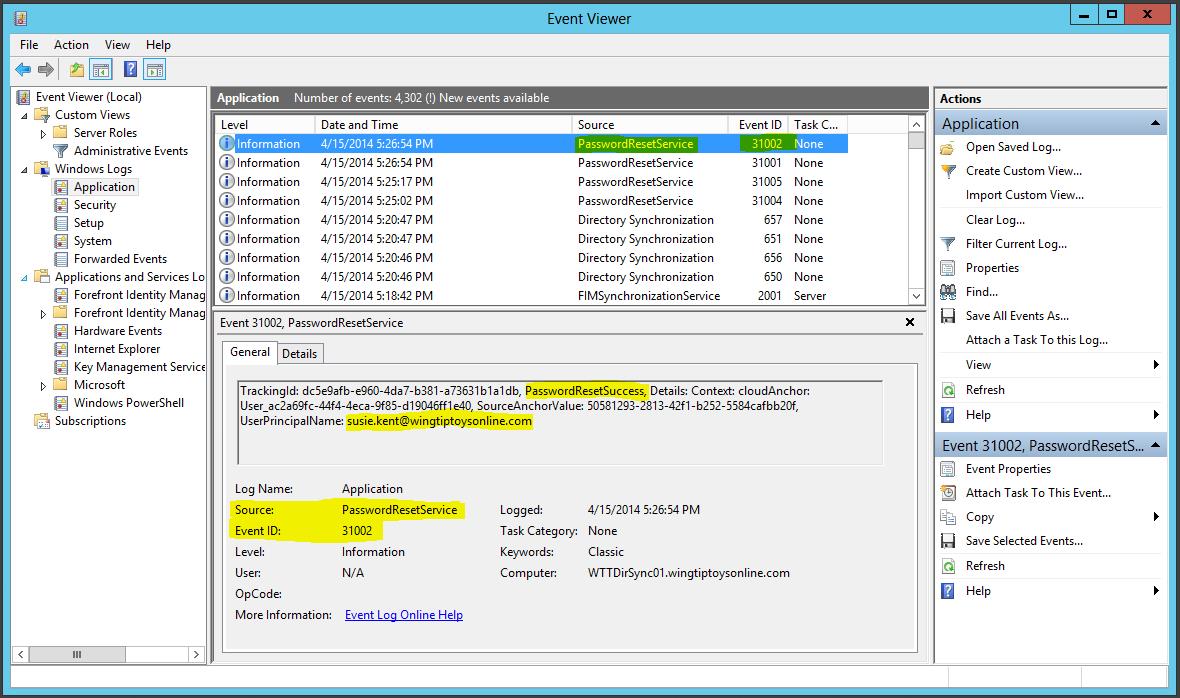 Event Viewer
File Action View Help
Event Viewer (Local)
Custom Views
Server Roles
Administrative Events
Windows Logs
Application
Security
Setup
System
Forwarded Events
Applications and Services Lo
Forefront Identity Manag
Forefront Identity Manag
Hardware Events
Internet Explorer
Key Management Service
Microsoft
Windows PowerShell
Subscriptions
Application Number of events: 4,302 (!) New events available
Level Date and Time Source Event ID Task C...
Information 4/15/2014 5:26:54 PM PasswordResetService 31002 None
Information 4/15/2014 5:26:54 PM PasswordResetService 31001 None
Information 4/15/2014 5:25:17 PM PasswordResetService 31005 None
Information 4/15/2014 5:25:02 PM PasswordResetService 31004 None
Information 4/15/2014 5:20:47 PM Directory Synchronization 657 None
Information 4/15/2014 5:20:47 PM Directory Synchronization 651 None
Information 4/15/2014 5:20:46 PM Directory Synchronization 656 None
Information 4/15/2014 5:20:46 PM Directory Synchronization 650 None
Information 4/15/2014 5:18:42 PM FIMSynchronizationService 2001 Server
Event 31002, PasswordResetService
General Details
TrackingId: dc5e9afb-e960-4da7-b381-a73631b1a1db, PasswordResetSuccess, Details: Context: cloudAnchor:
User_ac2a69fc-44f4-4eca-9f85-d19046ff1e40, SourceAnchorValue: 50581293-2813-42f1-b252-5584cafbb20f,
UserPrincipalName: susie.kent@wingtiptoysonline.com
Log Name: Application
Source: PasswordResetService Logged: 4/15/2014 5:26:54 PM
Event ID: 31002 Task Category: None
Level: Information Keywords: Classic
User: N/A Computer: WTTDirSync01.wingtiptoysonline.com
OpCode:
More Information: Event Log Online Help
Actions
Application
Open Saved Log...
Create Custom View...
Import Custom View...
Clear Log...
Filter Current Log...
Properties
Find...
Save All Events As...
Attach a Task To this Log...
View
Refresh
Help
Event 31002, PasswordResetS...
Event Properties
Attach Task To This Event...
Copy
Save Selected Events...
Refresh
Help